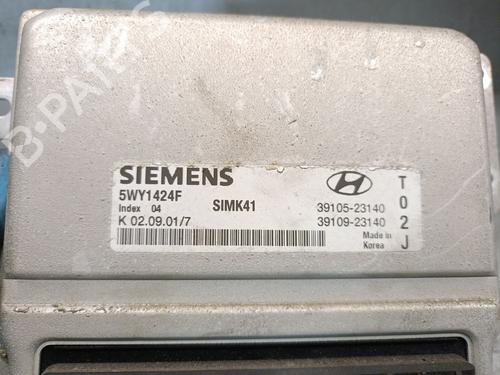 B-PARTS
SIEMENS
5WY1424F
Index 04 SIMK41
K 02.09.01/7
39105-23140
39109-23140
Made in
Korea
T
0
2
J